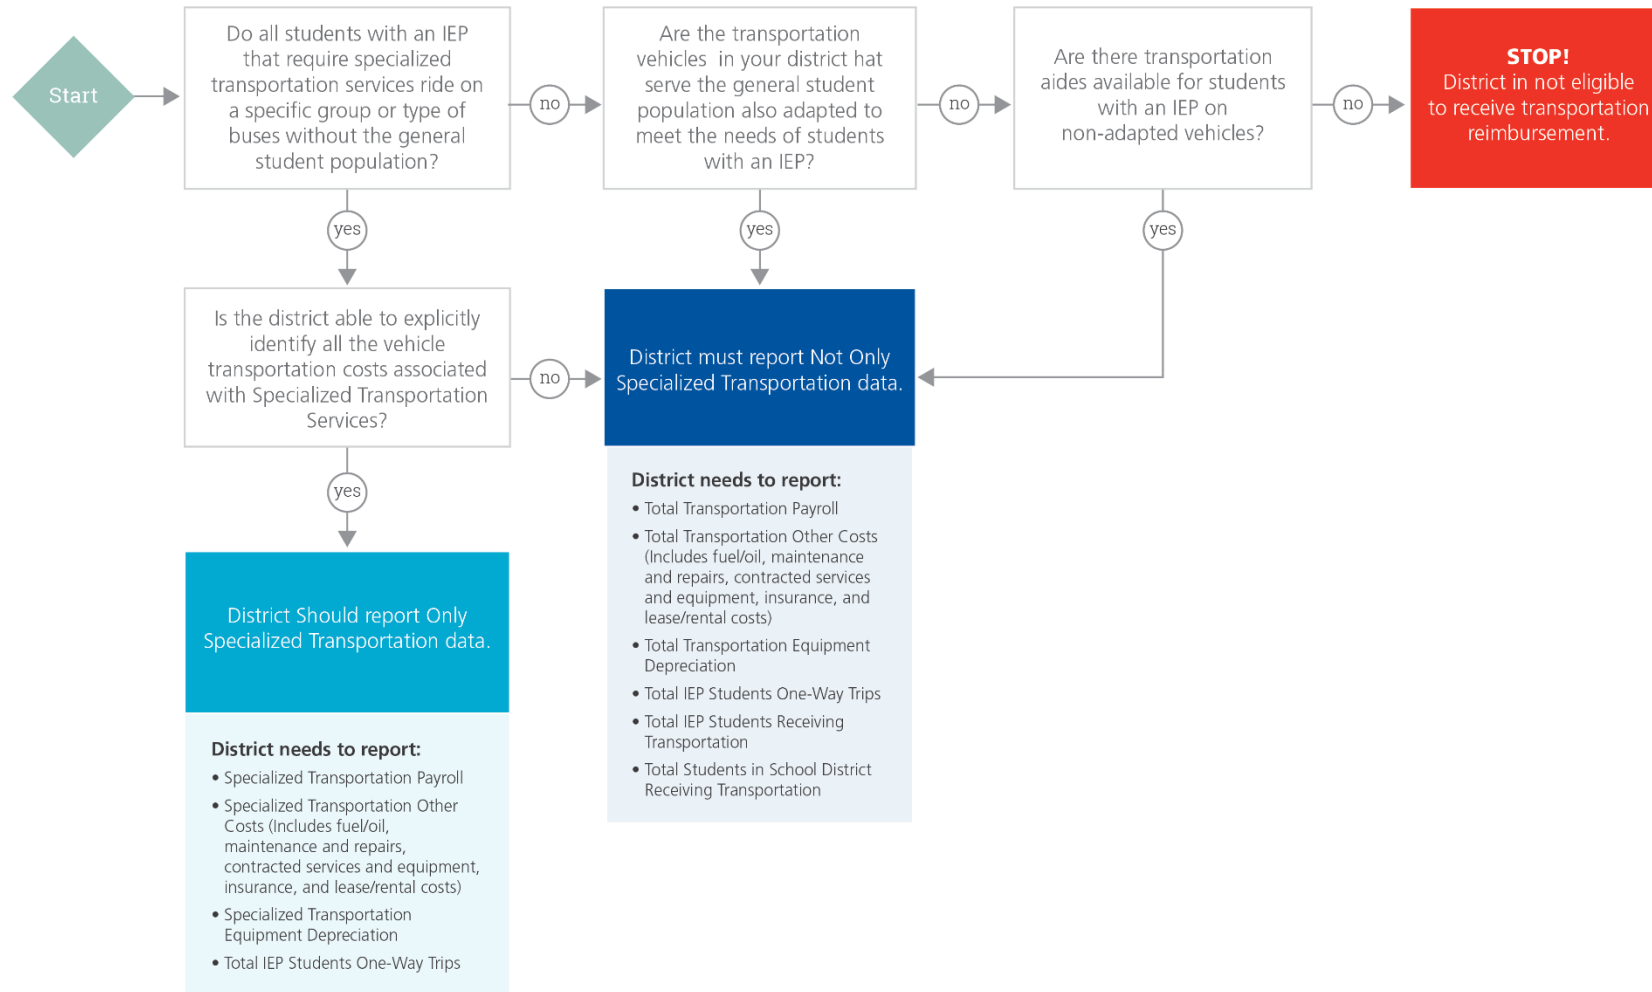 Start
Do all students with an IEP
that require specialized
transportation services ride on
a specific group or type of
buses without the general
student population?
no
Are the transportation
vehicles in your district hat
serve the general student
population also adapted to
meet the needs of students
with an IEP?
no
Are there transportation
aides available for students
with an IEP on
non-adapted vehicles?
no
STOP!
District in not eligible
to receive transportation
reimbursement.
yes
yes
yes
Is the district able to explicitly
identify all the vehicle
transportation costs associated
with Specialized Transportation
Services?
no
District must report Not Only
Specialized Transportation data.
yes
District needs to report:
• Total Transportation Payroll
• Total Transportation Other Costs
(Includes fuel/oil, maintenance
and repairs, contracted services
and equipment, insurance, and
lease/rental costs)
• Total Transportation Equipment
Depreciation
• Total IEP Students One-Way Trips
• Total IEP Students Receiving
Transportation
• Total Students in School District
Receiving Transportation
District Should report Only
Specialized Transportation data.
District needs to report:
• Specialized Transportation Payroll
• Specialized Transportation Other
Costs (Includes fuel/oil,
maintenance and repairs,
contracted services and equipment,
insurance, and lease/rental costs)
• Specialized Transportation
Equipment Depreciation
• Total IEP Students One-Way Trips